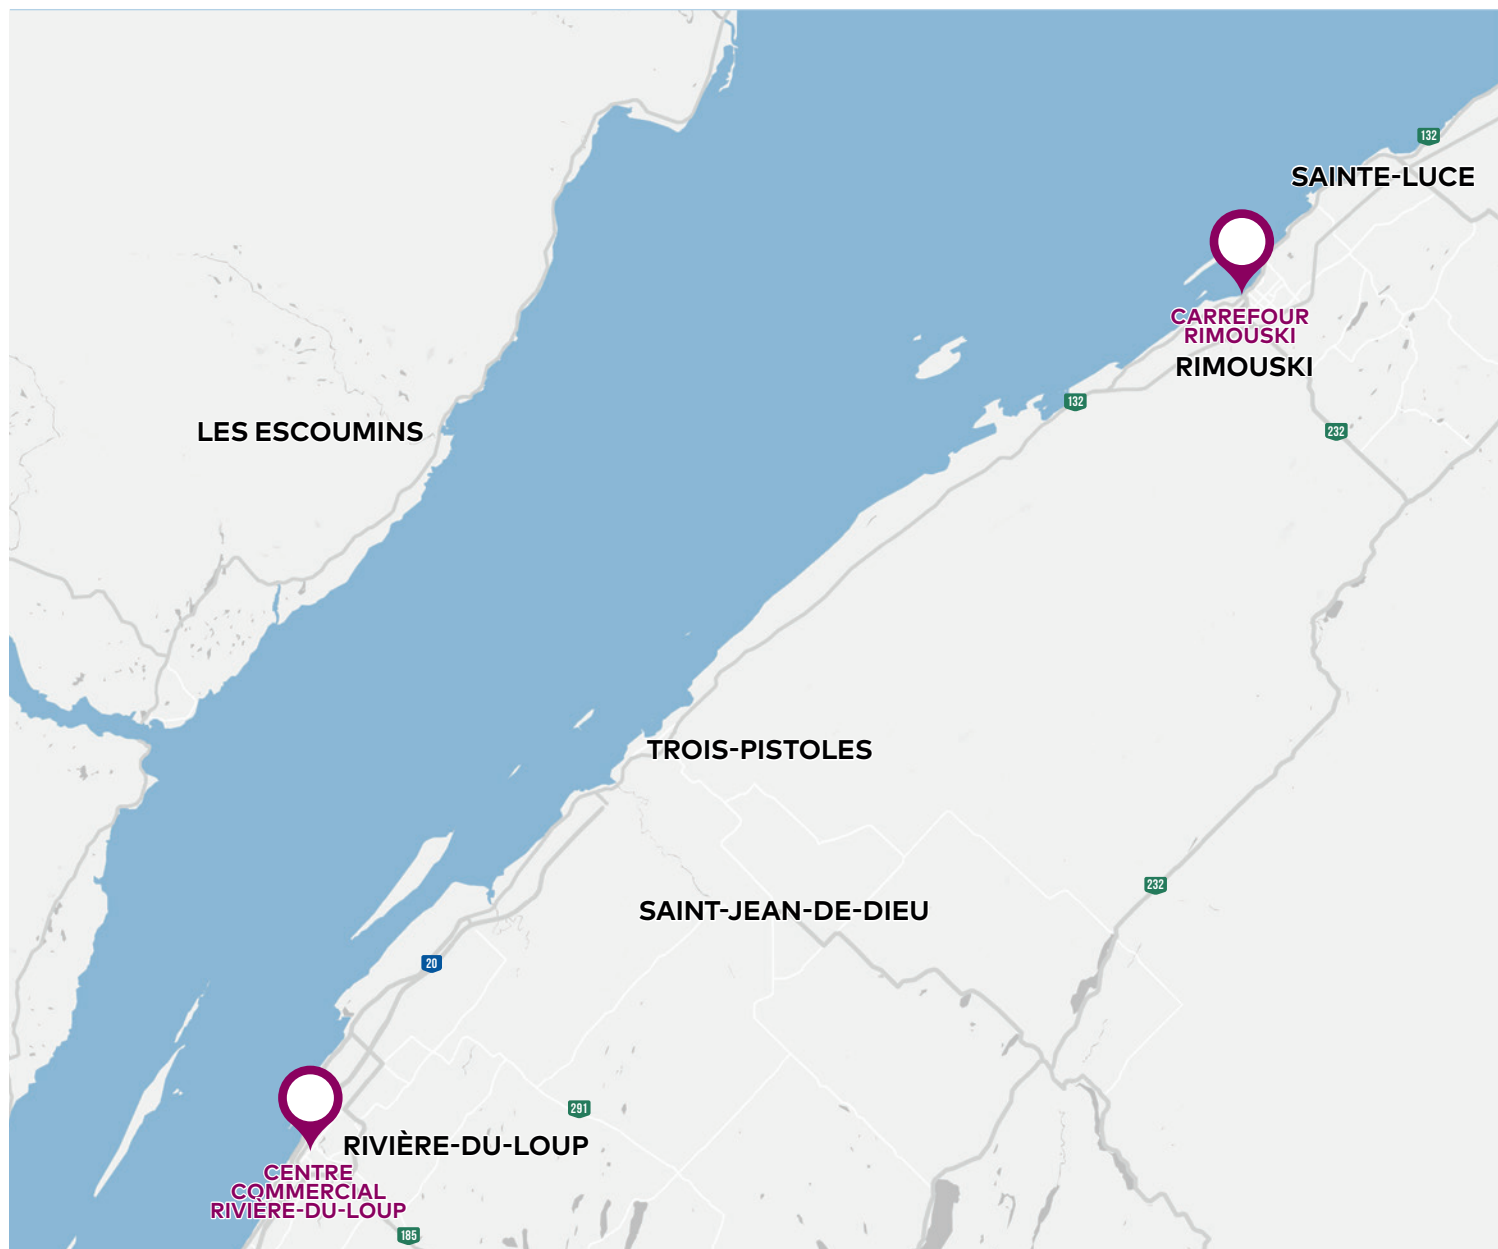 132
SAINTE-LUCE
CARREFOUR
RIMOUSKI
RIMOUSKI
132
232
LES ESCOUMINS
TROIS-PISTOLES
232
SAINT-JEAN-DE-DIEU
20
291
RIVIÈRE-DU-LOUP
CENTRE
COMMERCIAL
RIVIÈRE-DU-LOUP
185